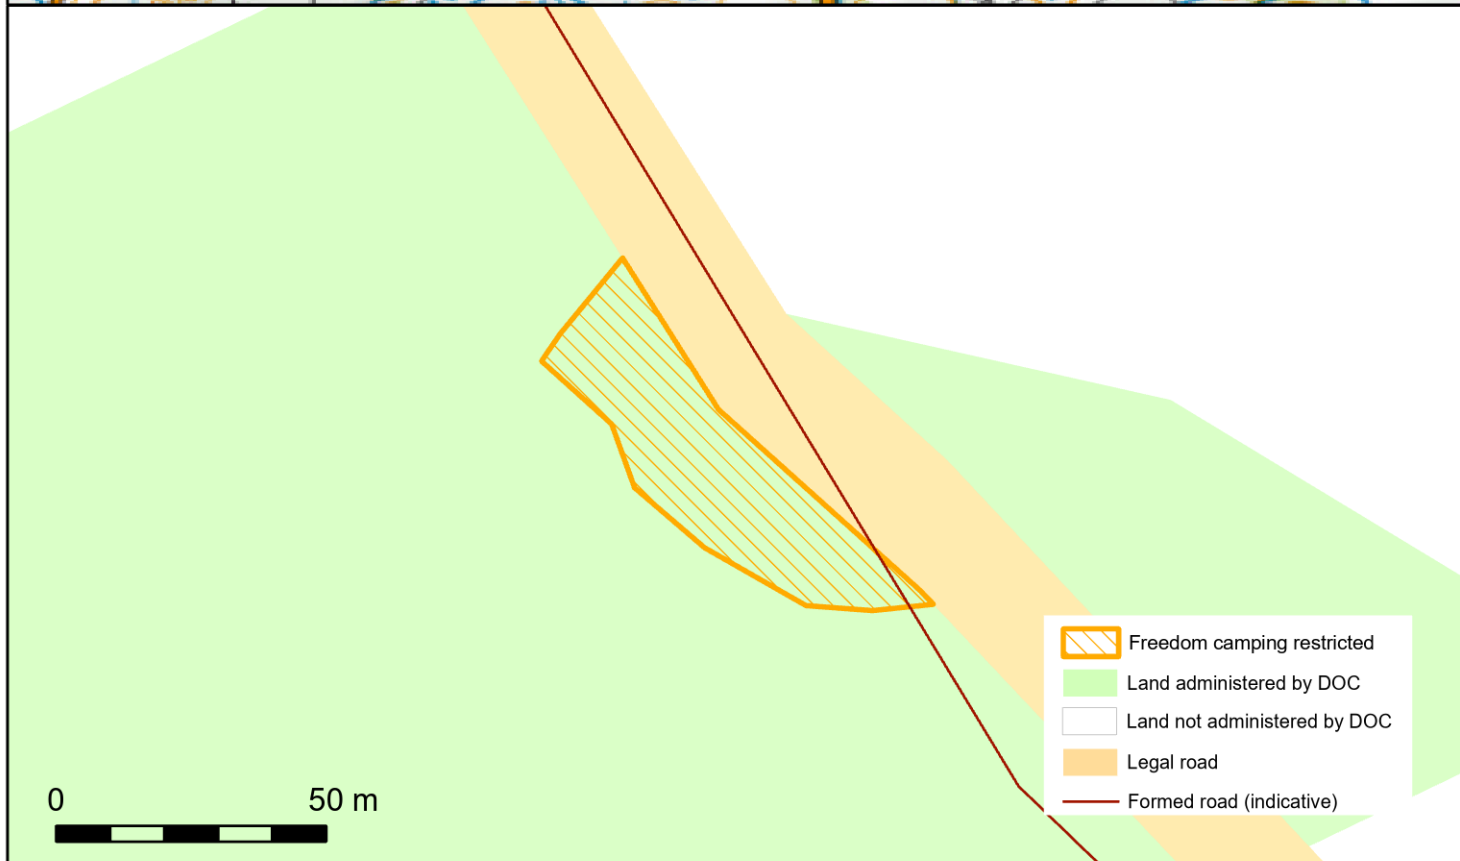 Freedom camping restricted
Land administered by DOC
Land not administered by DOC
Legal road
Formed road (indicative)
0 50 m